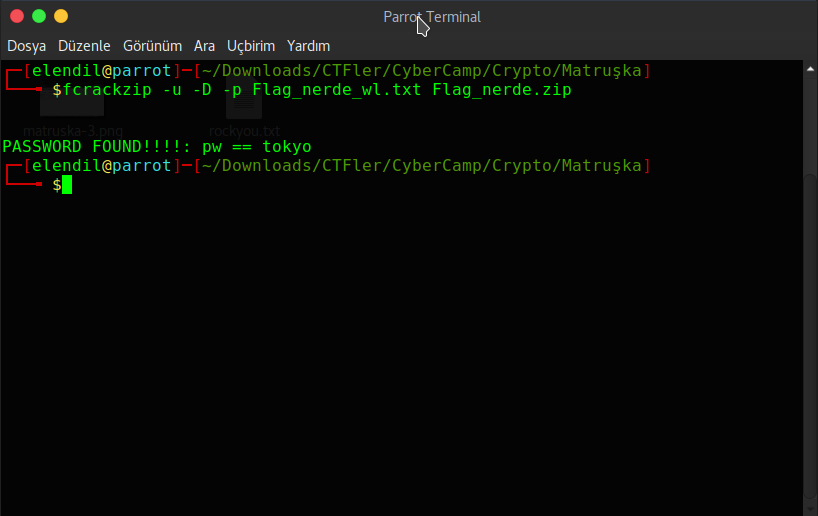 Parrot Terminal
Dosya Düzenle Görünüm Ara Uçbirim Yardım
[elendil@parrot]─[~/Downloads/CTFler/CyberCamp/Crypto/Matruşka]
$fcrackzip -u -D -p Flag_nerde_wl.txt Flag_nerde.zip
matruska-3.png rockyou.txt
PASSWORD FOUND!!!!: pw == tokyo
[elendil@parrot]─[~/Downloads/CTFler/CyberCamp/Crypto/Matruşka]
$